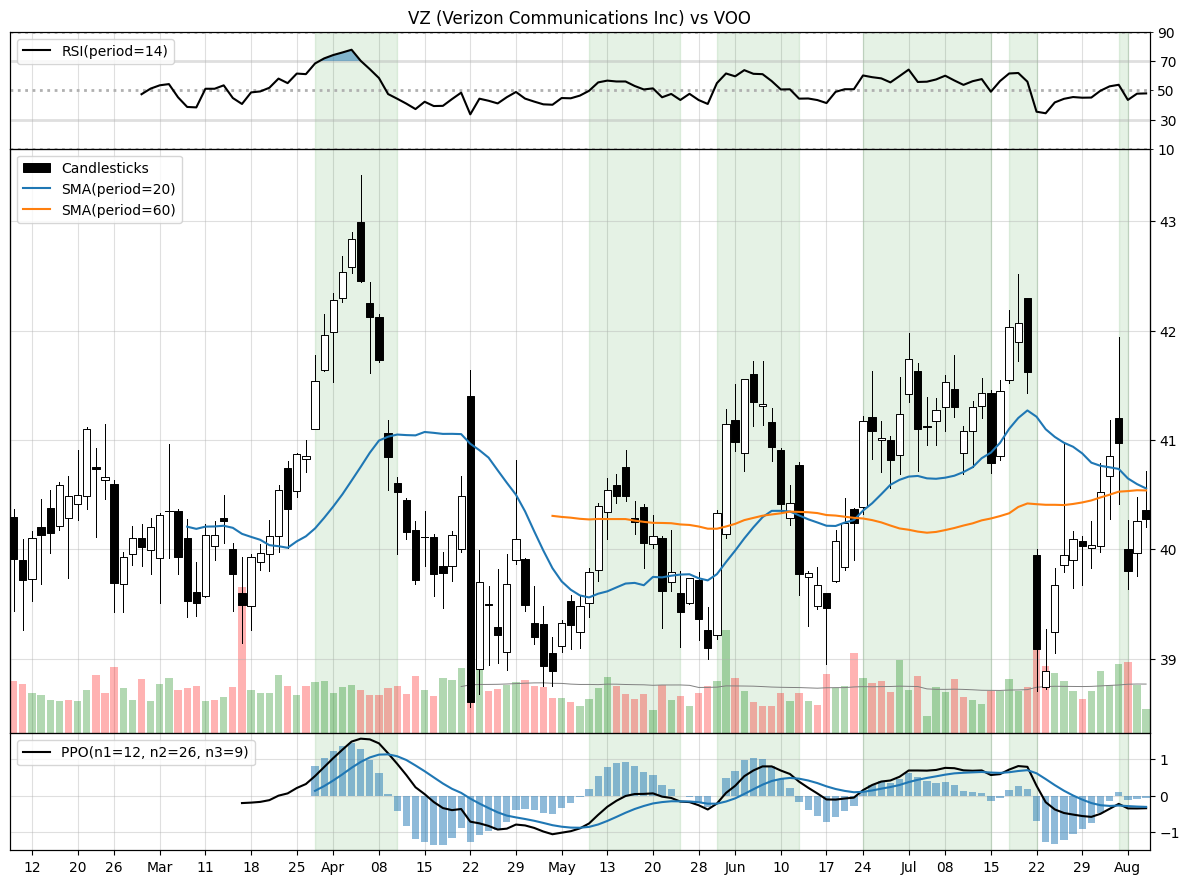 VZ (Verizon Communications Inc) vs VOO
RSI(period=14)
90
70
50
30
10
Candlesticks
SMA(period=20)
SMA(period=60)
43
42
41
40
39
PPO(n1=12, n2=26, n3=9)
1
0
−1
12 20 26 Mar 11 18 25 Apr 08 15 22 29 May 13 20 28 Jun 17 24 Jul 08 15 22 29 Aug